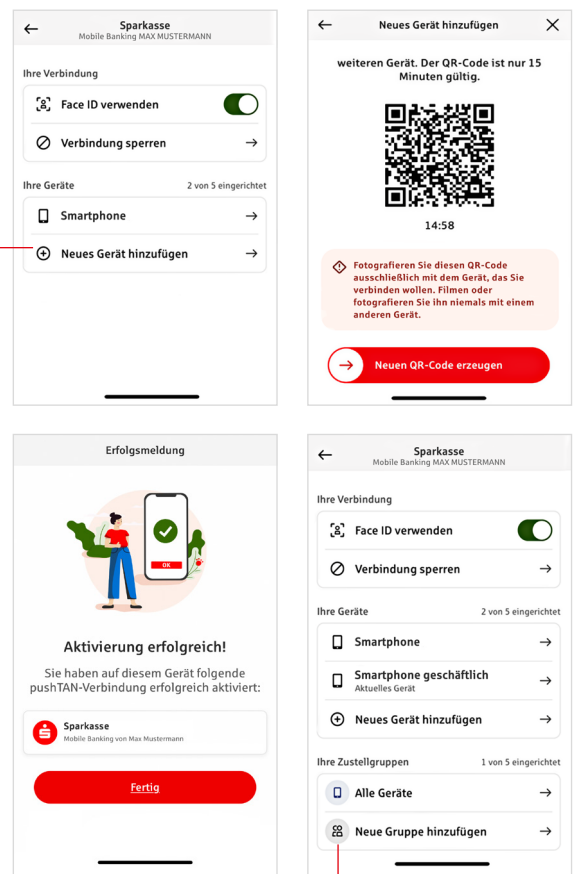 Sparkasse
Mobile Banking MAX MUSTERMANN
Ihre Verbindung
Face ID verwenden
Verbindung sperren
Ihre Geräte 2 von 5 eingerichtet
Smartphone
Neues Gerät hinzufügen
Neues Gerät hinzufügen
weiteren Gerät. Der QR-Code ist nur 15
Minuten gültig.
14:58
Fotografieren Sie diesen QR-Code
ausschließlich mit dem Gerät, das Sie
verbinden wollen. Filmen oder
fotografieren Sie ihn niemals mit einem
anderen Gerät.
Neuen QR-Code erzeugen
Erfolgsmeldung
OK
Aktivierung erfolgreich!
Sie haben auf diesem Gerät folgende
pushTAN-Verbindung erfolgreich aktiviert:
Sparkasse
Mobile Banking von Max Mustermann
Fertig
Sparkasse
Mobile Banking MAX MUSTERMANN
Ihre Verbindung
Face ID verwenden
Verbindung sperren
Ihre Geräte 2 von 5 eingerichtet
Smartphone
Smartphone geschäftlich
Aktuelles Gerät
Neues Gerät hinzufügen
Ihre Zustellgruppen 1 von 5 eingerichtet
Alle Geräte
Neue Gruppe hinzufügen